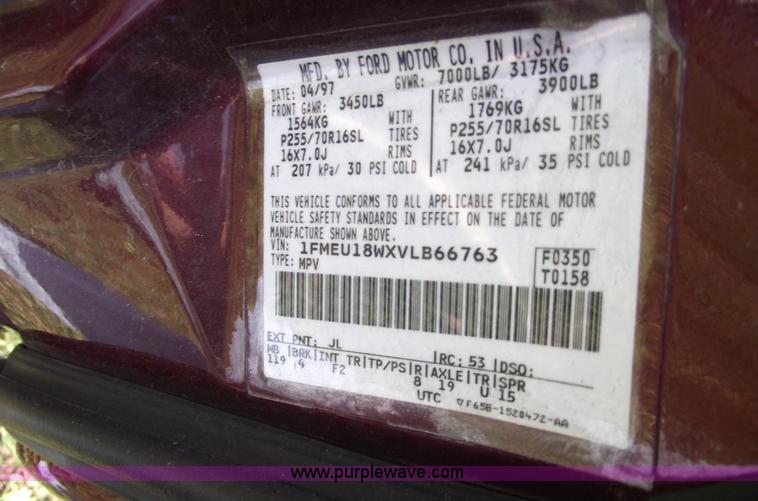 MFD. BY FORD MOTOR CO. IN U.S.A.
DATE: 04/97 GVWR: 7000LB/ 3175KG
FRONT GAWR: 3450LB REAR GAWR: 3900LB
1564KG WITH 1769KG WITH
P255/70R16SL TIRES P255/70R16SL TIRES
16X7.0J RIMS 16X7.0J RIMS
AT 207 kPa/ 30 PSI COLD AT 241 kPa/ 35 PSI COLD
THIS VEHICLE CONFORMS TO ALL APPLICABLE FEDERAL MOTOR
VEHICLE SAFETY STANDARDS IN EFFECT ON THE DATE OF
MANUFACTURE SHOWN ABOVE.
VIN: 1FMEU18WXVLB66763 F0350
TYPE: MPV T0158
EXT PNT: JL RC: 53 DSO:
WB BRK INT TR TP/PS R AXLE TR SPR
119 4 F2 8 19 U 15
UTC ▽F65B-1520472-AA
www.purplewave.com